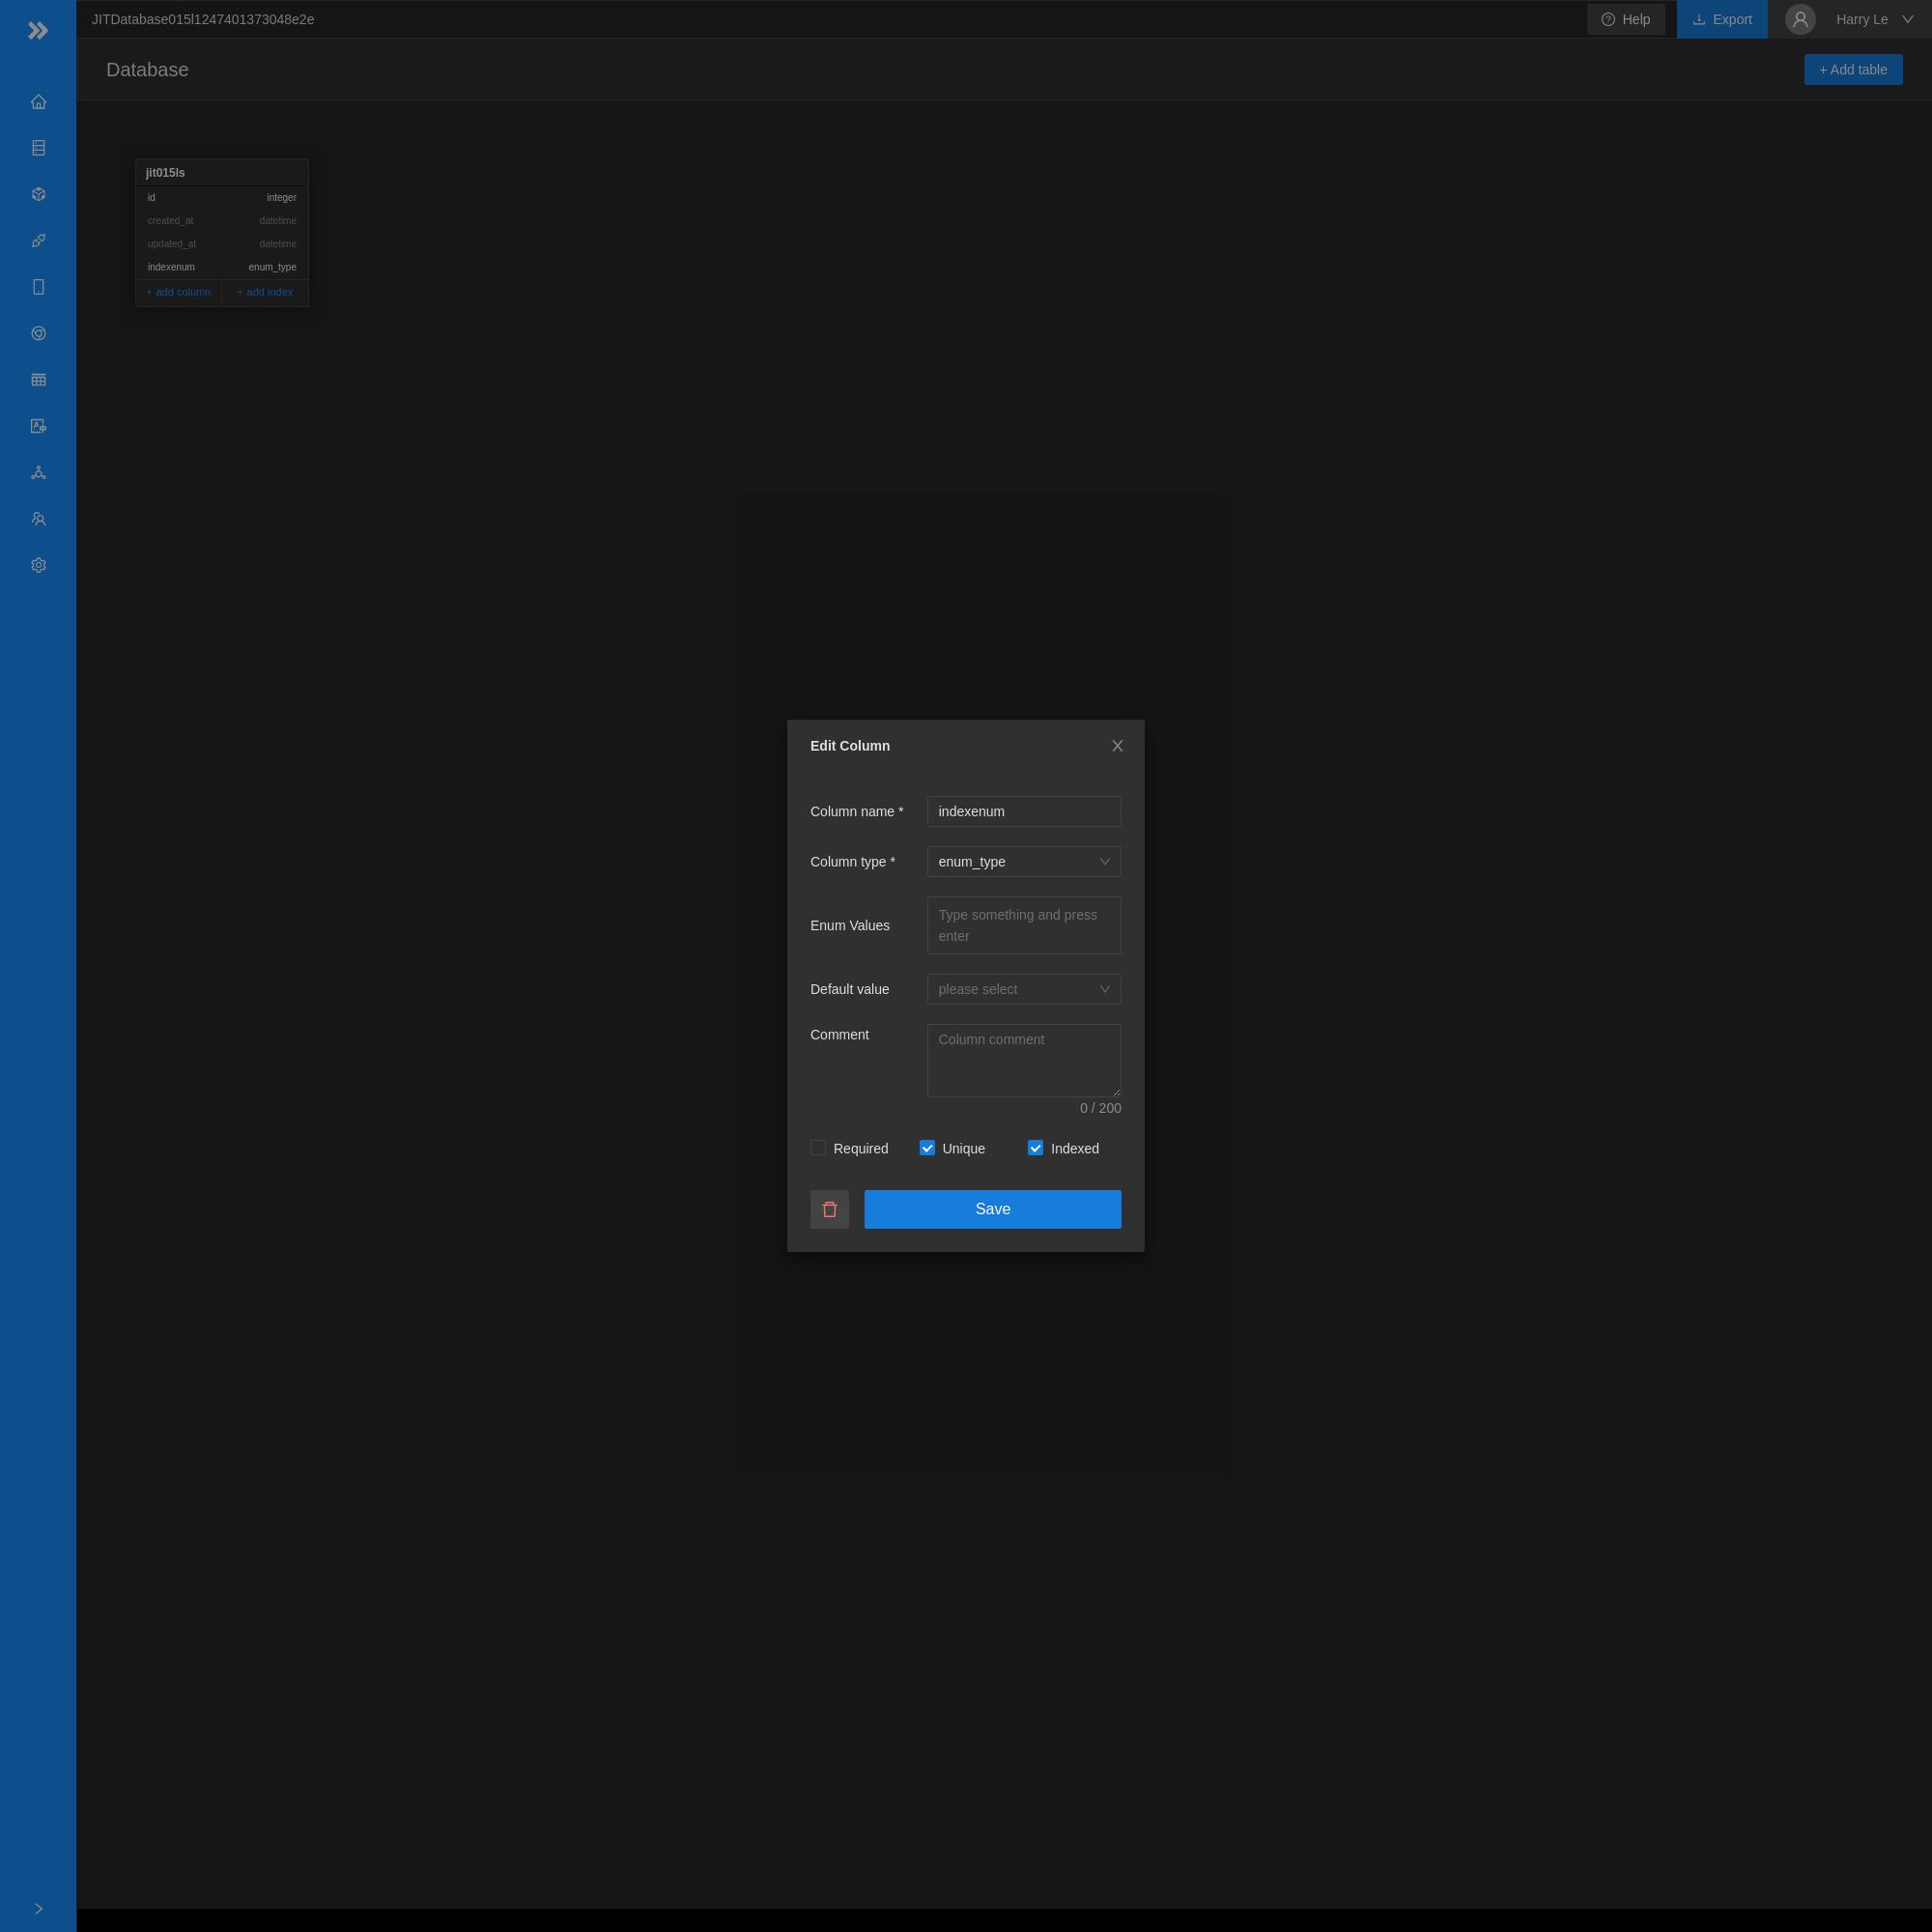 JITDatabase015l1247401373048e2e
Help
Export
Harry Le
Database
+ Add table
jit015ls
id integer
created_at datetime
updated_at datetime
indexenum enum_type
+ add column + add index
Edit Column
Column name * indexenum
Column type * enum_type
Enum Values
Type something and press
enter
Default value please select
Comment
Column comment
0 / 200
Required Unique Indexed
Save